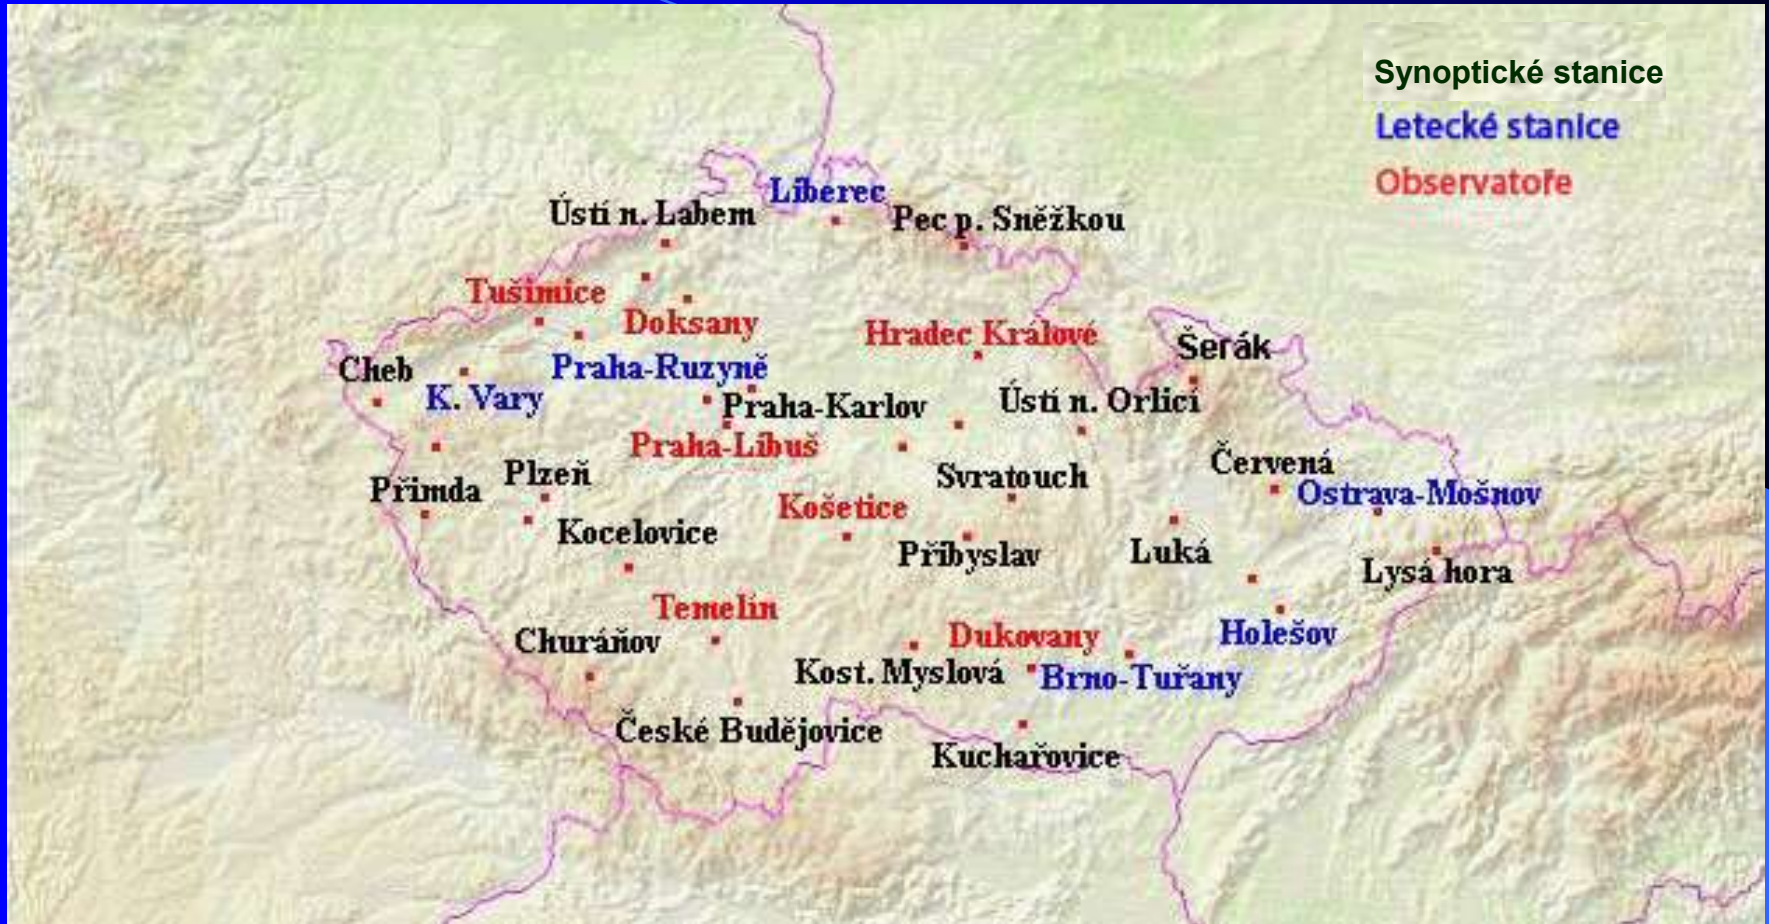 Synoptické stanice
Letecké stanice
Observatoře
Liberec
Ústí n. Labem
Pec p. Sněžkou
Tušimice
Doksany
Hradec Králové
Šerák
Cheb
Praha-Ruzyně
K. Vary
Praha-Karlov
Ústí n. Orlicí
Praha-Libuš
Plzeň
Červená
Přimda
Svratouch
Ostrava-Mošnov
Košetice
Kocelovice
Přibyslav
Luká
Lysá hora
Temelín
Churáňov
Dukovany
Holešov
Kost. Myslová
Brno-Tuřany
České Budějovice
Kuchařovice